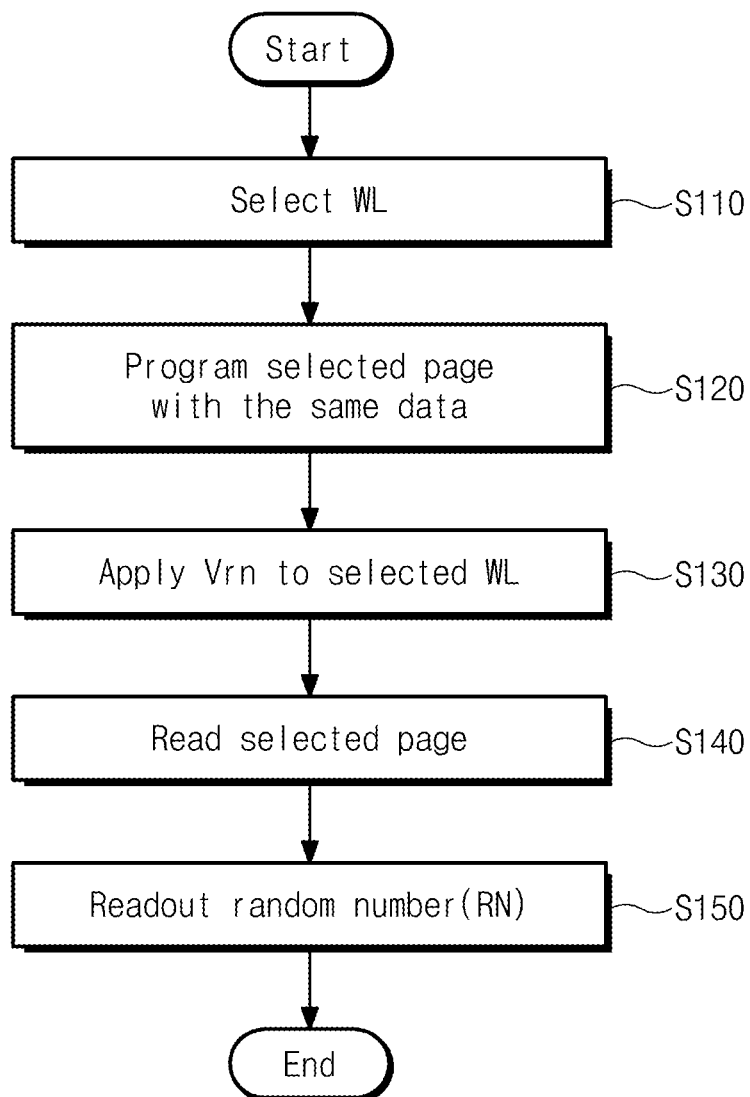 Start
Select WL
S110
Program selected page
with the same data
S120
Apply Vrn to selected WL
S130
Read selected page
S140
Readout random number(RN)
S150
End